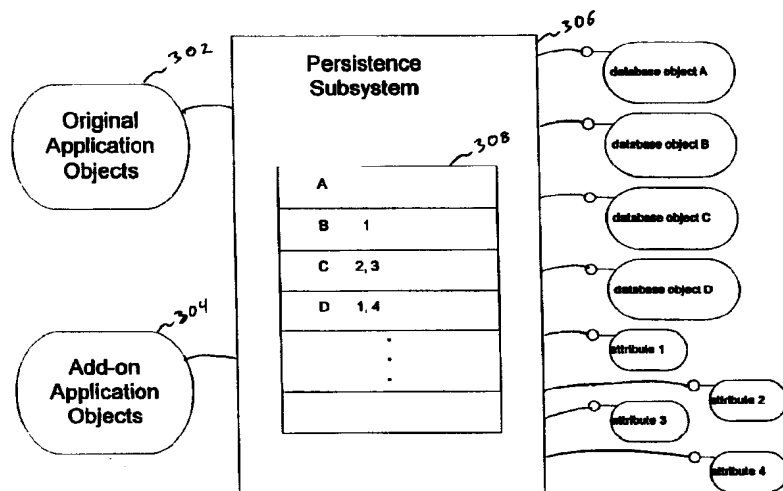 302
Original
Application
Objects
304
Add-on
Application
Objects
306
Persistence
Subsystem
308
A
B 1
C 2, 3
D 1, 4
database object A
database object B
database object C
database object D
attribute 1
attribute 2
attribute 3
attribute 4